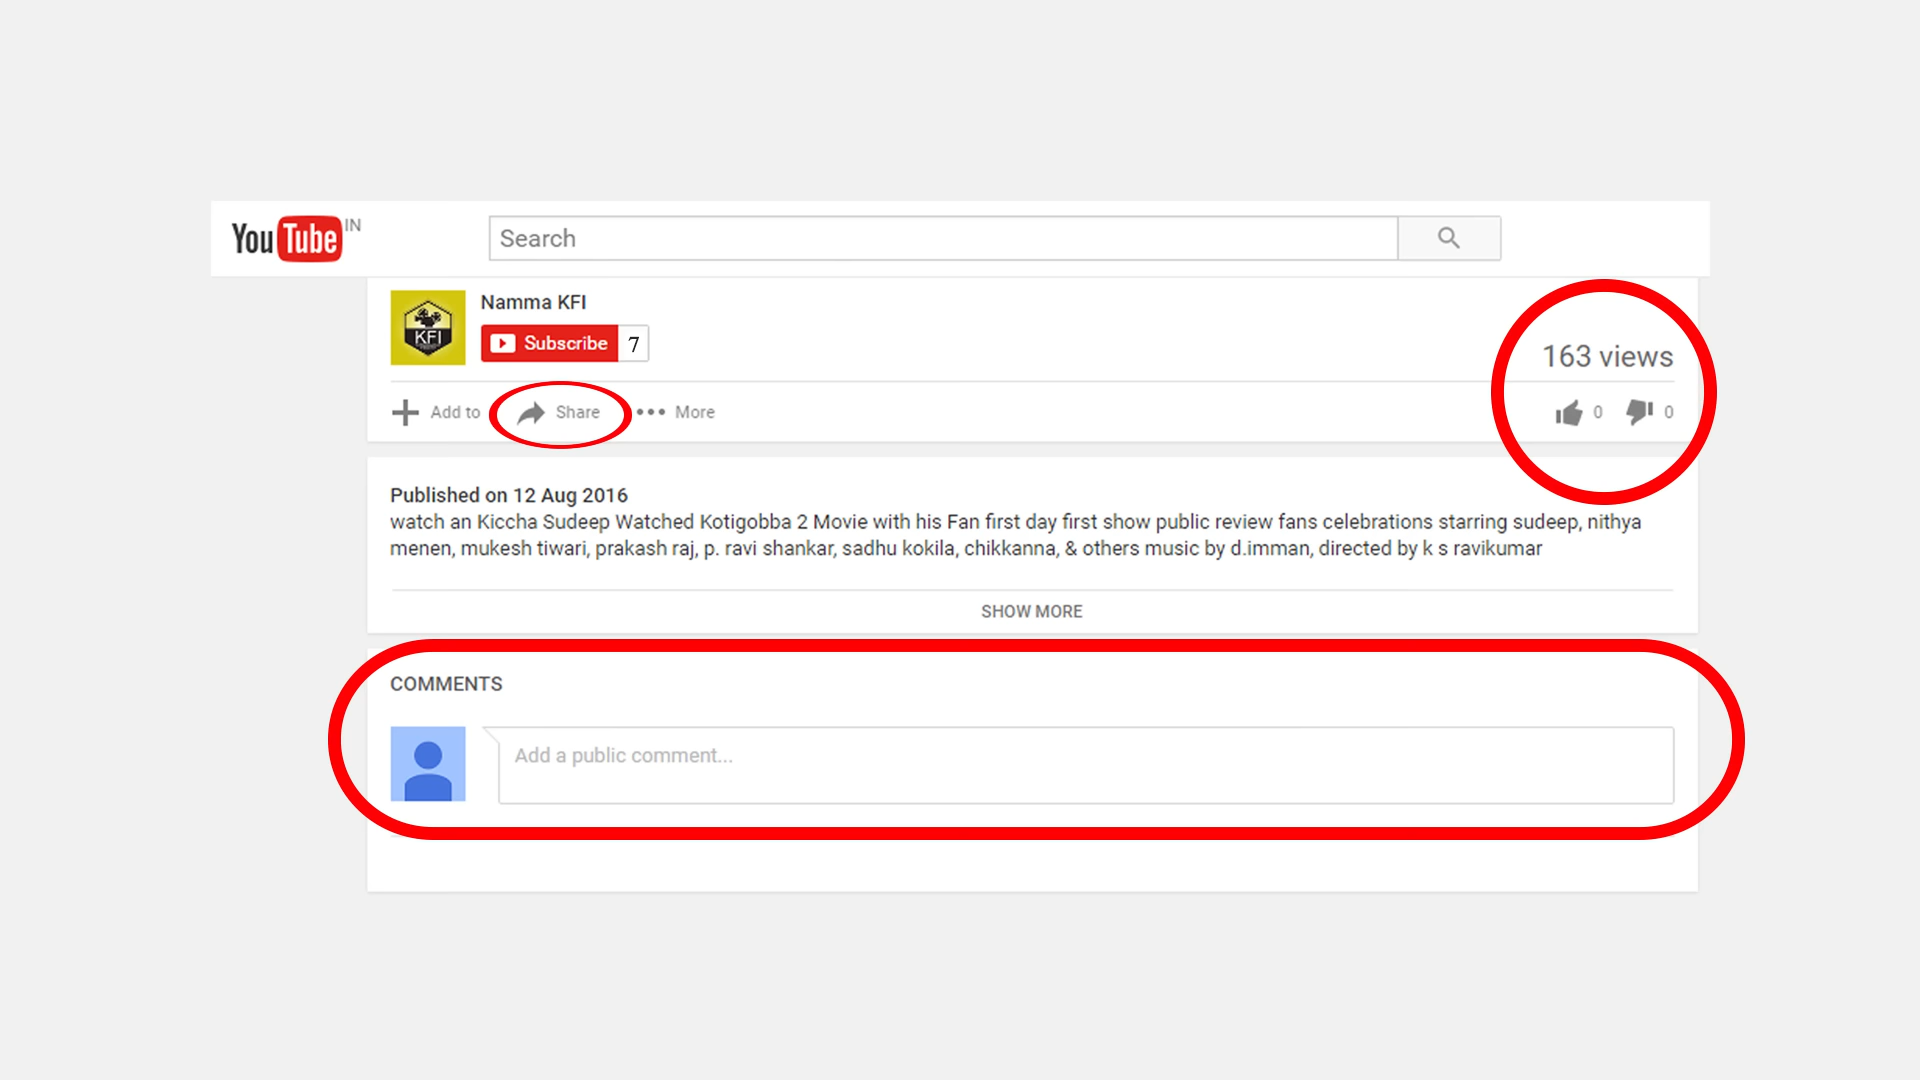 YouTube IN
Search
Namma KFI
KFI
Subscribe 7
163 views
Add to Share More
0 0
Published on 12 Aug 2016
watch an Kiccha Sudeep Watched Kotigobba 2 Movie with his Fan first day first show public review fans celebrations starring sudeep, nithya
menen, mukesh tiwari, prakash raj, p. ravi shankar, sadhu kokila, chikkanna, & others music by d.imman, directed by k s ravikumar
SHOW MORE
COMMENTS
Add a public comment...